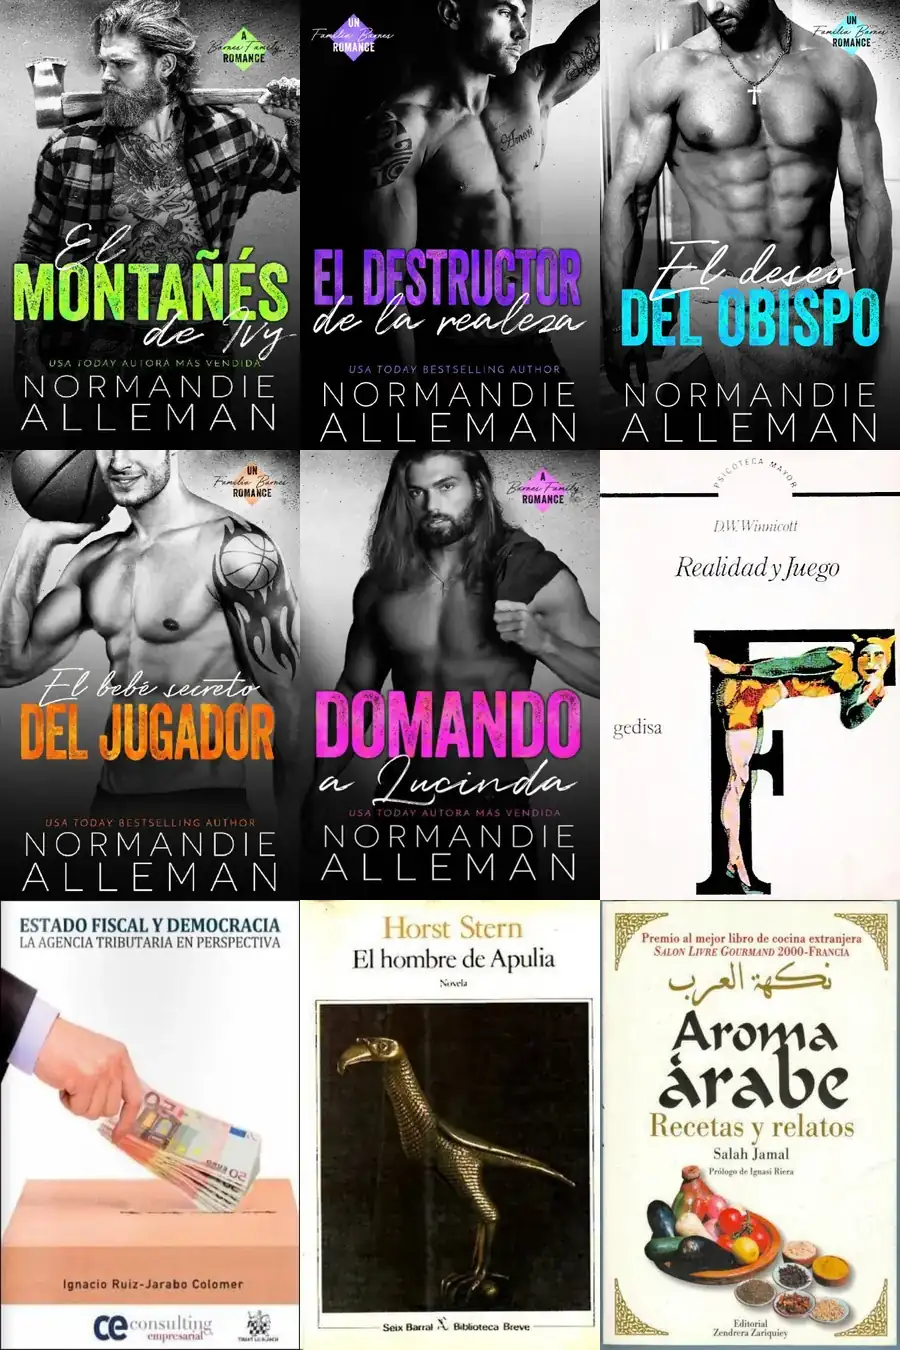 A
Barnes Family
ROMANCE
El
MONTAÑÉS
de Ivy
USA TODAY AUTORA MÁS VENDIDA
NORMANDIE
ALLEMAN
UN
Familia Barnes
ROMANCE
Amori
EL DESTRUCTOR
de la realeza
USA TODAY BESTSELLING AUTHOR
NORMANDIE
ALLEMAN
UN
Familia Barnes
ROMANCE
El deseo
DEL OBISPO
NORMANDIE
ALLEMAN
UN
Familia Barnes
ROMANCE
El bebé secreto
DEL JUGADOR
USA TODAY BESTSELLING AUTHOR
NORMANDIE
ALLEMAN
A
Barnes Family
ROMANCE
DOMANDO
a Lucinda
USA TODAY AUTORA MÁS VENDIDA
NORMANDIE
ALLEMAN
PSICOTECA MAYOR
D.W. Winnicott
Realidad y Juego
gedisa
F
ESTADO FISCAL Y DEMOCRACIA
LA AGENCIA TRIBUTARIA EN PERSPECTIVA
50 EURO
Ignacio Ruiz-Jarabo Colomer
ce consulting
empresarial
Horst Stern
El hombre de Apulia
Novela
Seix Barral Biblioteca Breve
Premio al mejor libro de cocina extranjera
SALON LIVRE GOURMAND 2000-FRANCIA
نكهة العرب
Aroma
árabe
Recetas y relatos
Salah Jamal
Prólogo de Ignasi Riera
Editorial
Zendrera Zariquiey